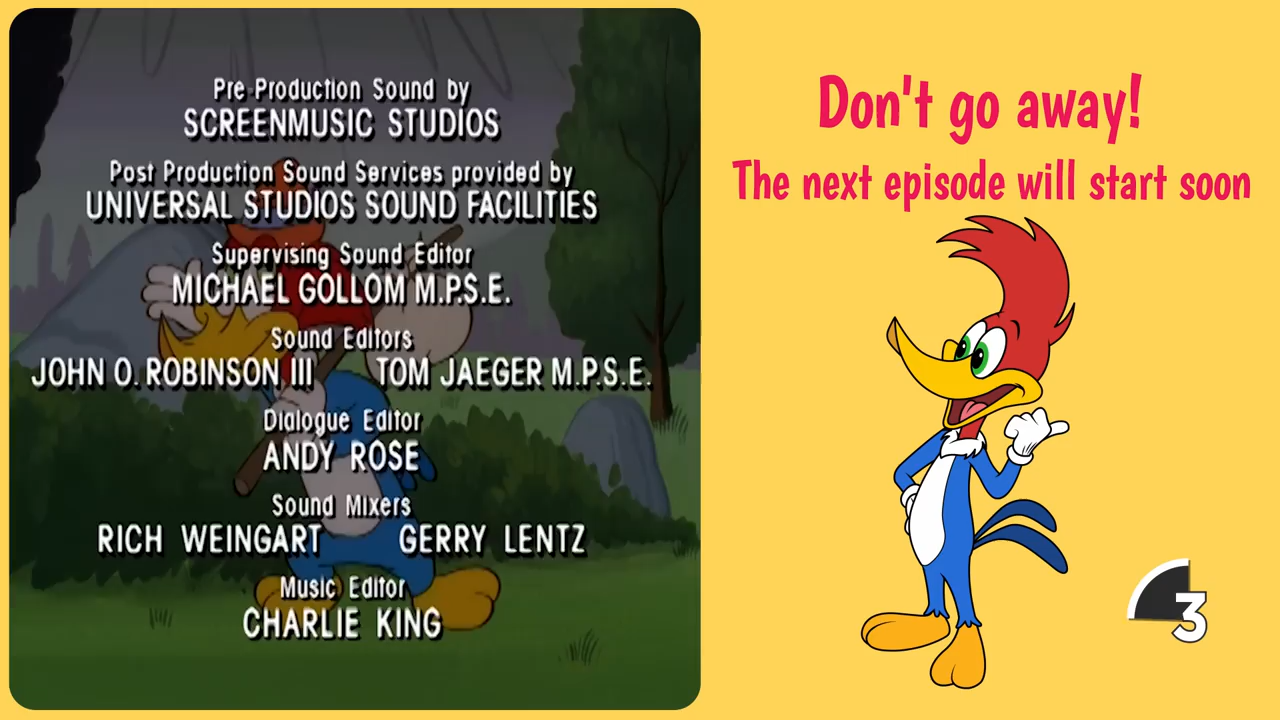 Pre-Production Sound by
SCREENMUSIC STUDIOS
Post Production Sound Services provided by
UNIVERSAL STUDIOS SOUND FACILITIES
Supervising Sound Editor
MICHAEL GOLLOM M.P.S.E.
Sound Editors
JOHN O. ROBINSON III TOM JAEGER M.P.S.E.
Dialogue Editor
ANDY ROSE
Sound Mixers
RICH WEINGART GERRY LENTZ
Music Editor
CHARLIE KING
Don't go away!
The next episode will start soon
3